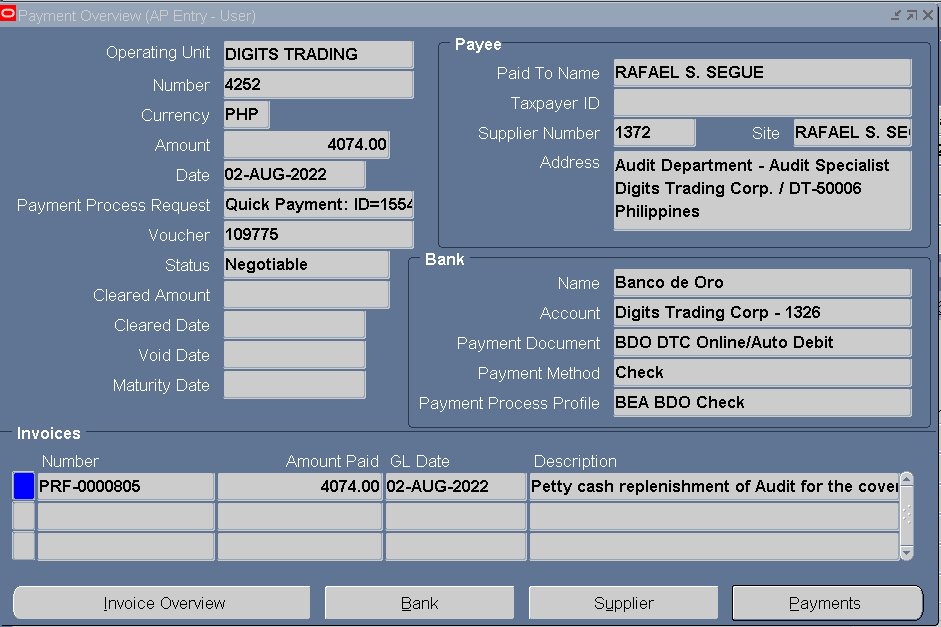 Payment Overview (AP Entry - User)
Operating Unit DIGITS TRADING
Number 4252
Currency PHP
Amount 4074.00
Date 02-AUG-2022
Payment Process Request Quick Payment: ID=1554
Voucher 109775
Status Negotiable
Cleared Amount
Cleared Date
Void Date
Maturity Date
Payee
Paid To Name RAFAEL S. SEGUE
Taxpayer ID
Supplier Number 1372 Site RAFAEL S. SE
Address Audit Department - Audit Specialist
Digits Trading Corp. / DT-50006
Philippines
Bank
Name Banco de Oro
Account Digits Trading Corp - 1326
Payment Document BDO DTC Online/Auto Debit
Payment Method Check
Payment Process Profile BEA BDO Check
Invoices
Number Amount Paid GL Date Description
PRF-0000805 4074.00 02-AUG-2022 Petty cash replenishment of Audit for the cove
Invoice Overview Bank Supplier Payments